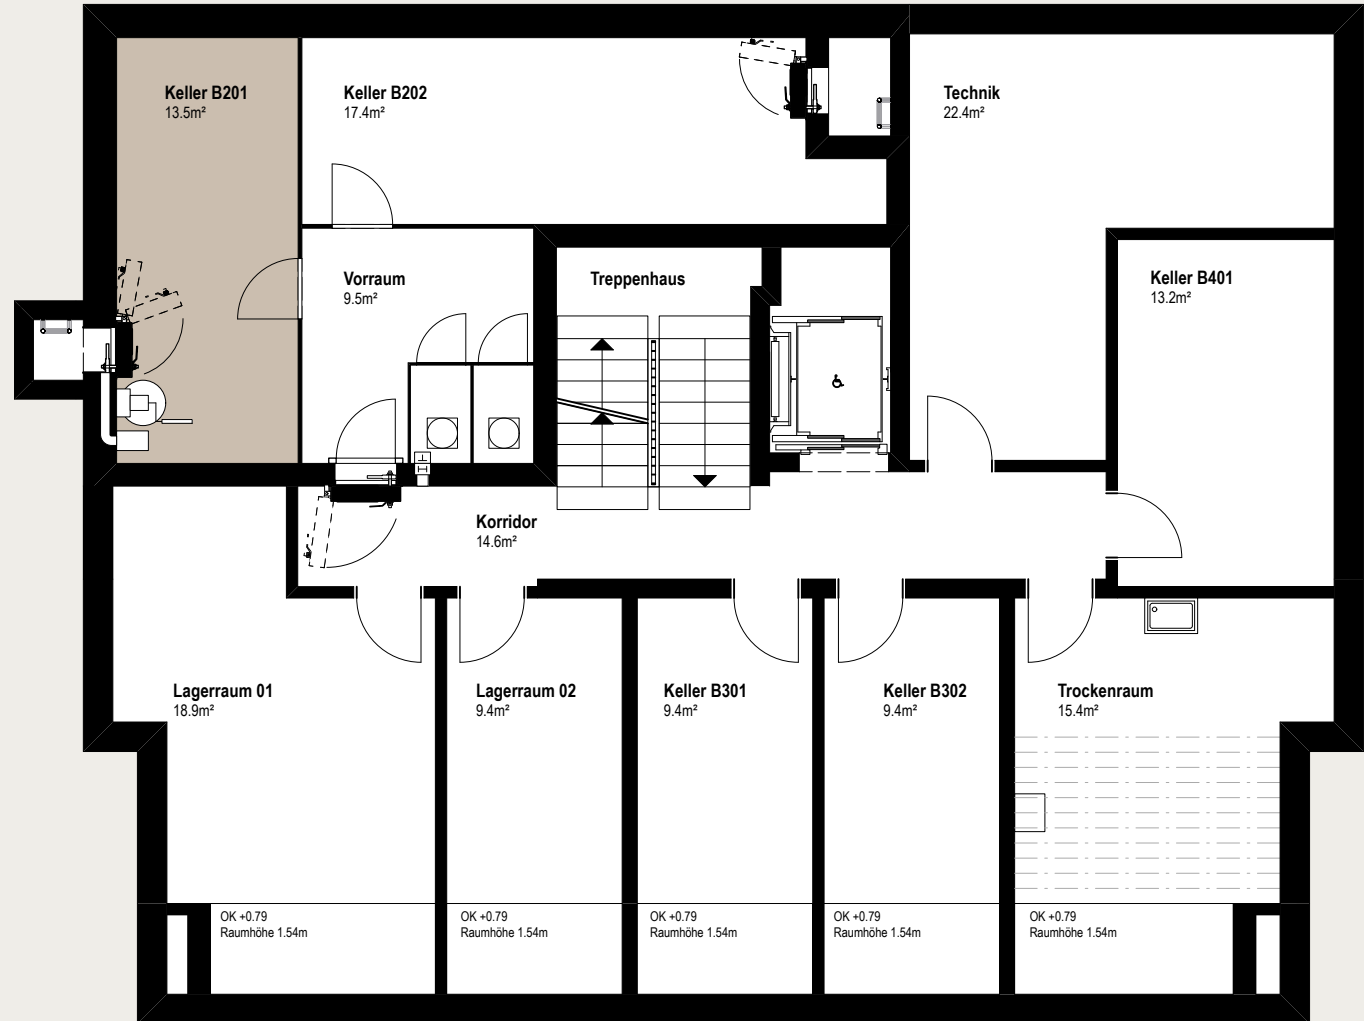 Keller B201
13.5m²
Keller B202
17.4m²
Technik
22.4m²
Vorraum
9.5m²
Treppenhaus
Keller B401
13.2m²
Korridor
14.6m²
Lagerraum 01
18.9m²
Lagerraum 02
9.4m²
Keller B301
9.4m²
Keller B302
9.4m²
Trockenraum
15.4m²
OK +0.79
Raumhöhe 1.54m
OK +0.79
Raumhöhe 1.54m
OK +0.79
Raumhöhe 1.54m
OK +0.79
Raumhöhe 1.54m
OK +0.79
Raumhöhe 1.54m